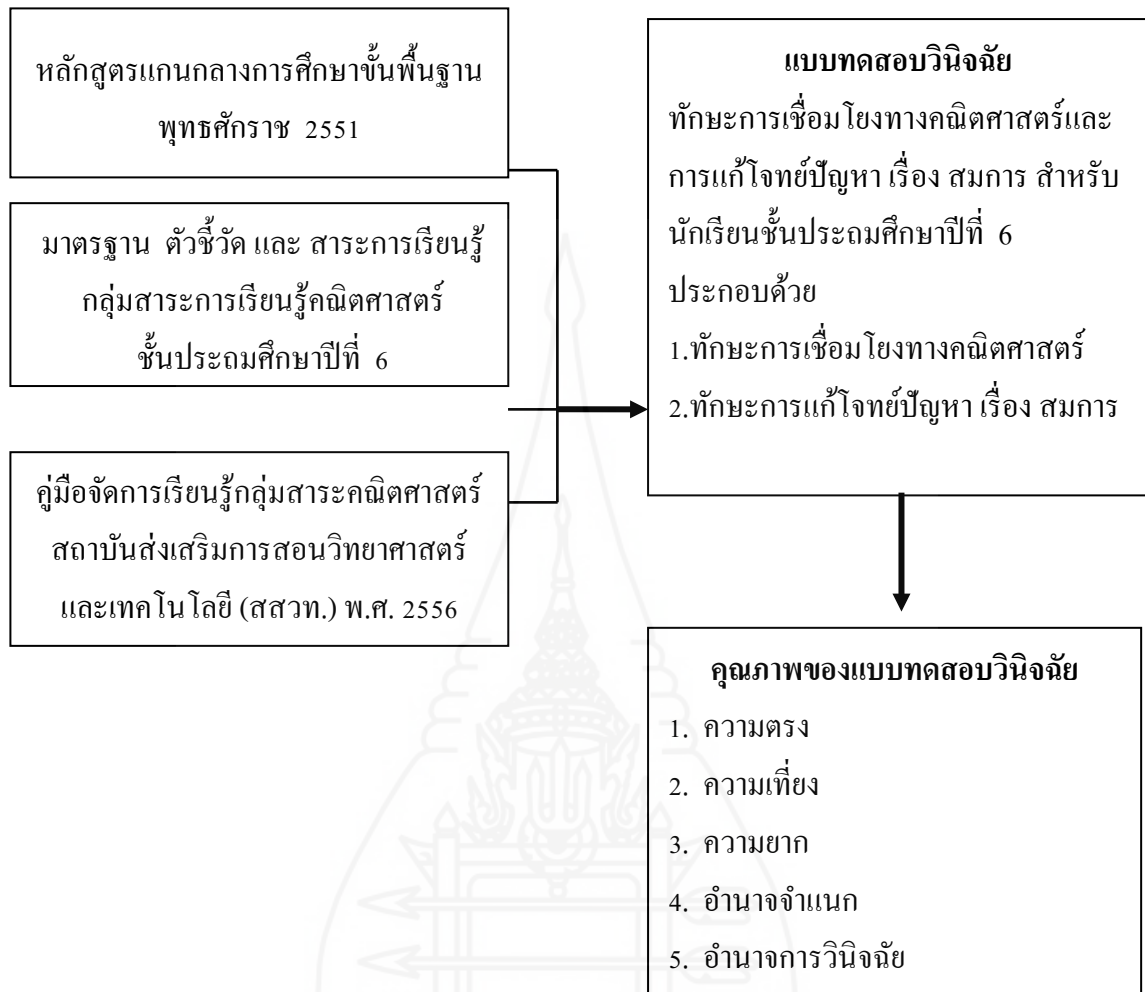 หลักสูตรแกนกลางการศึกษาขั้นพื้นฐาน
พุทธศักราช 2551
มาตรฐาน ตัวชี้วัด และ สาระการเรียนรู้
กลุ่มสาระการเรียนรู้คณิตศาสตร์
ชั้นประถมศึกษาปีที่ 6
คู่มือจัดการเรียนรู้กลุ่มสาระคณิตศาสตร์
สถาบันส่งเสริมการสอนวิทยาศาสตร์
และเทคโนโลยี (สสวท.) พ.ศ. 2556
แบบทดสอบวินิจฉัย
ทักษะการเชื่อมโยงทางคณิตศาสตร์และ
การแก้โจทย์ปัญหา เรื่อง สมการ สำหรับ
นักเรียนชั้นประถมศึกษาปีที่ 6
ประกอบด้วย
1.ทักษะการเชื่อมโยงทางคณิตศาสตร์
2.ทักษะการแก้โจทย์ปัญหา เรื่อง สมการ
คุณภาพของแบบทดสอบวินิจฉัย
1. ความตรง
2. ความเที่ยง
3. ความยาก
4. อำนาจจำแนก
5. อำนาจการวินิจฉัย